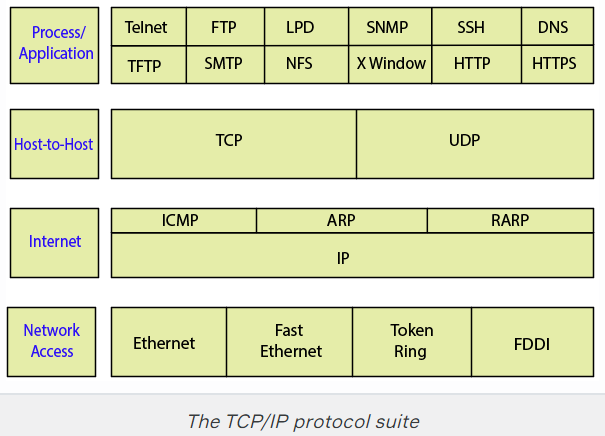 Process/
Application
Telnet FTP LPD SNMP SSH DNS
TFTP SMTP NFS X Window HTTP HTTPS
Host-to-Host
TCP UDP
Internet
ICMP ARP RARP
IP
Network
Access
Ethernet
Fast
Ethernet
Token
Ring
FDDI
The TCP/IP protocol suite